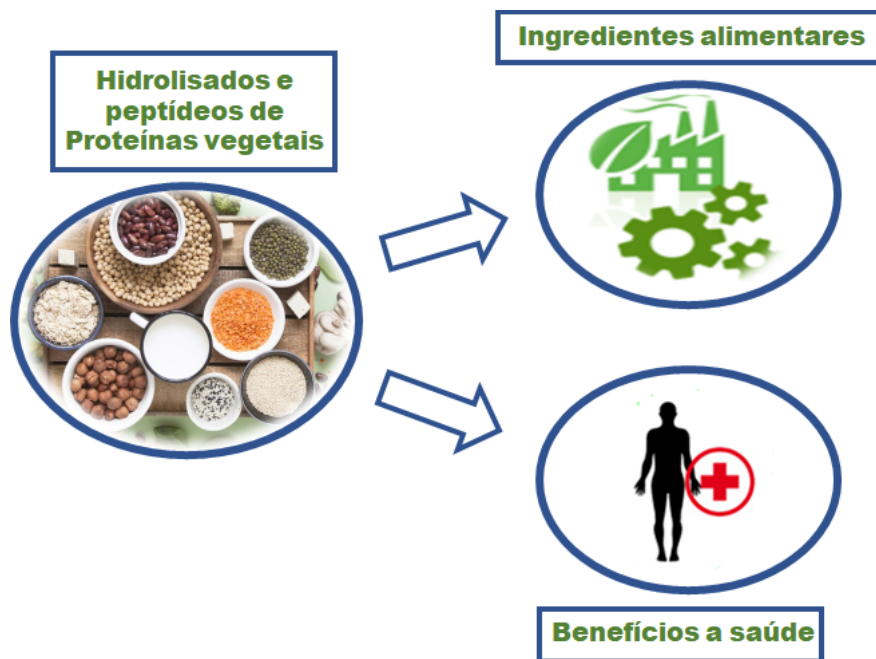 Ingredientes alimentares
Hidrolisados e
peptídeos de
Proteínas vegetais
Benefícios a saúde